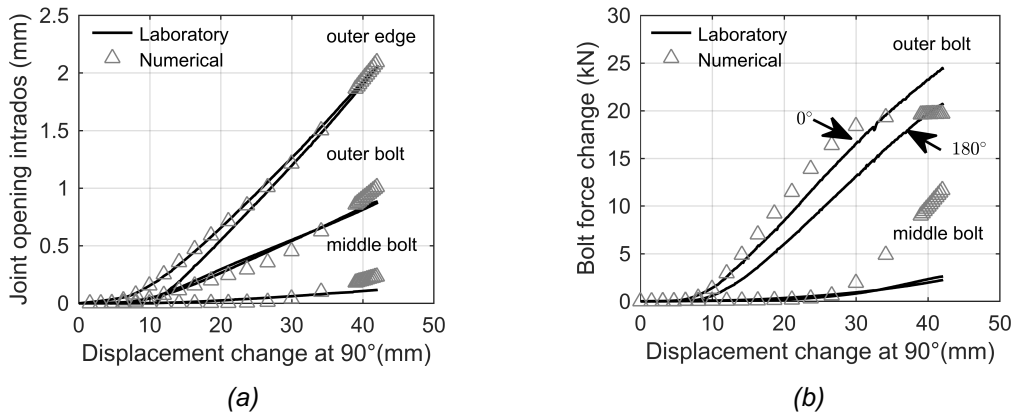 2.5
2
1.5
1
0.5
0
0
10
20
30
40
50
Joint opening intrados (mm)
Displacement change at 90°(mm)
Laboratory
Numerical
outer edge
outer bolt
middle bolt
(a)
30
25
20
15
10
5
0
0
10
20
30
40
50
Bolt force change (kN)
Displacement change at 90°(mm)
Laboratory
Numerical
outer bolt
0°
180°
middle bolt
(b)